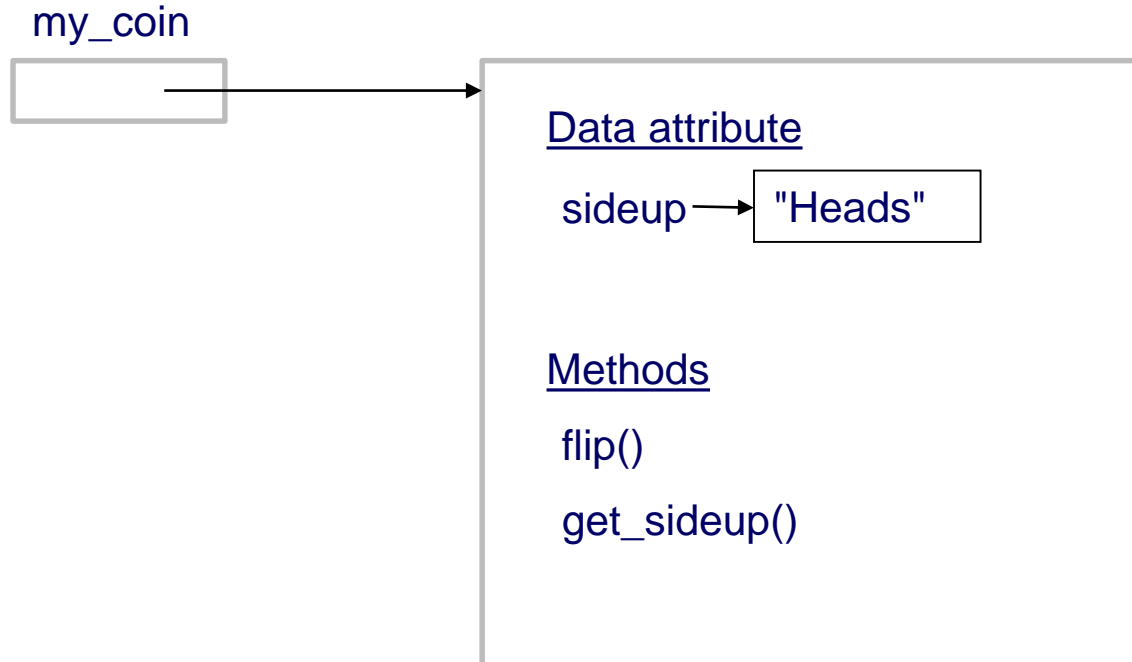 my_coin
Data attribute
sideup "Heads"
Methods
flip()
get_sideup()